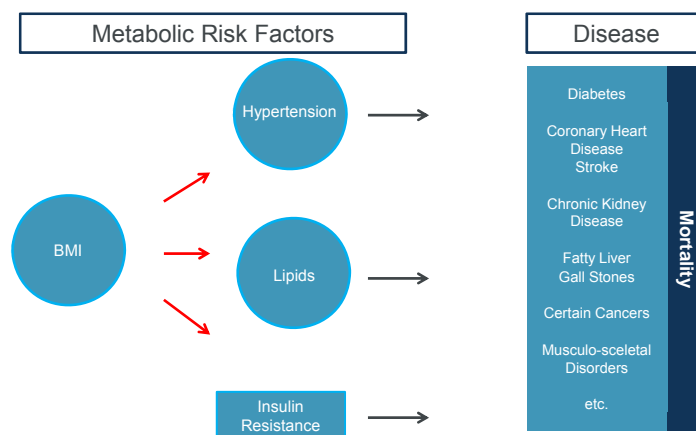 Metabolic Risk Factors
Disease
Hypertension
BMI
Lipids
Insulin
Resistance
Diabetes
Coronary Heart
Disease
Stroke
Chronic Kidney
Disease
Fatty Liver
Gall Stones
Certain Cancers
Musculo-sceletal
Disorders
etc.
Mortality